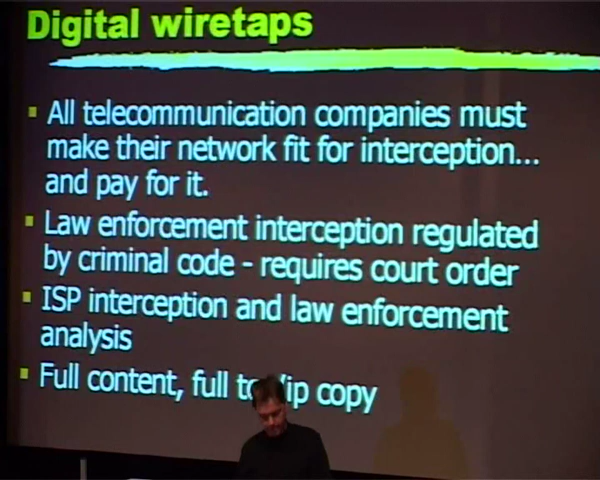 Digital wiretaps
All telecommunication companies must
make their network fit for interception...
and pay for it.
Law enforcement interception regulated
by criminal code - requires court order
ISP interception and law enforcement
analysis
Full content, full ip copy